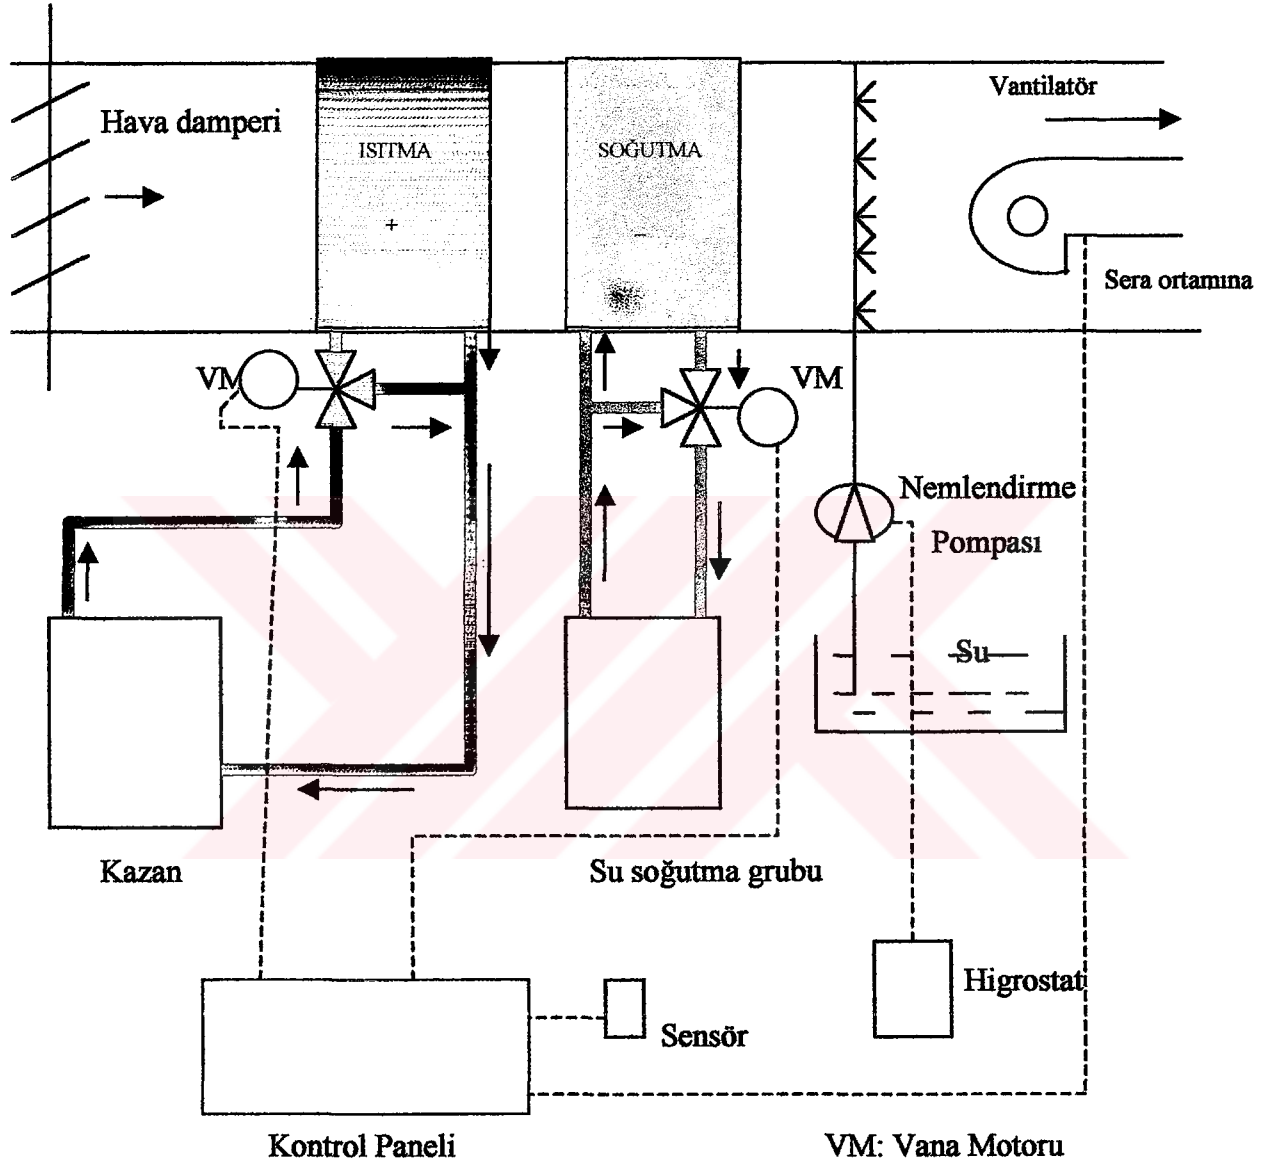 Vantilatör
Hava damperi
ISITMA
SOĞUTMA
+
-
Sera ortamına
VM
VM
Nemlendirme
Pompası
Su
Kazan
Su soğutma grubu
Higrostat
Sensör
Kontrol Paneli
VM: Vana Motoru